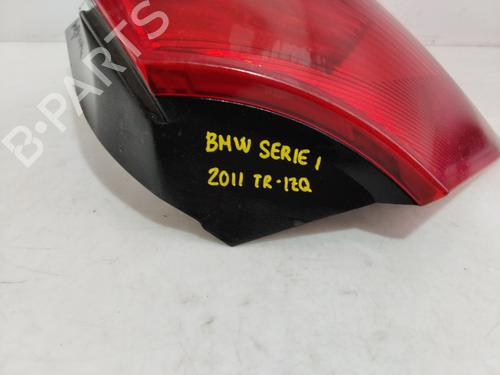 B-PARTS
BMW SERIE 1
2011 TR-IZQ